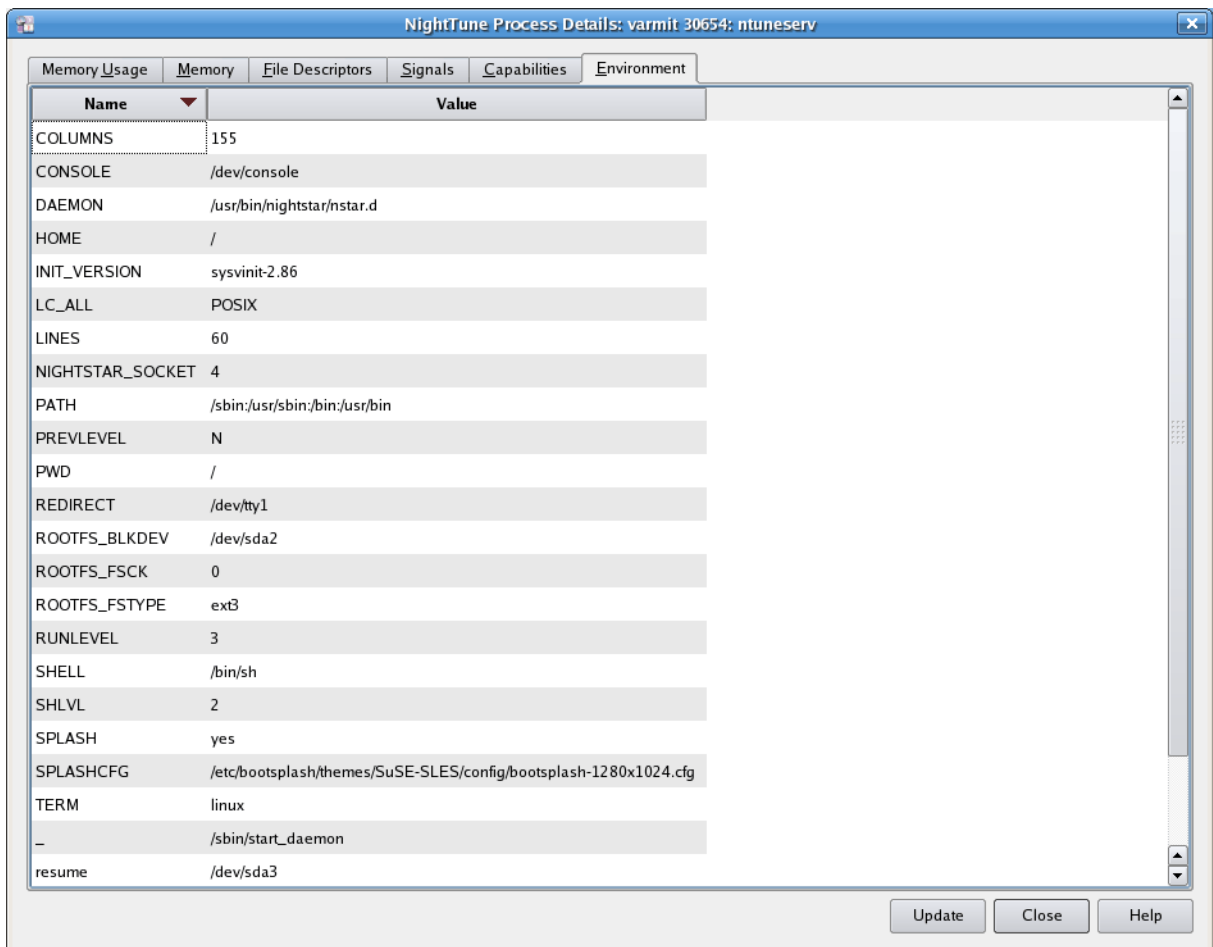 NightTune Process Details: varmit 30654: ntuneserv
Memory Usage Memory File Descriptors Signals Capabilities Environment
Name Value
COLUMNS 155
CONSOLE /dev/console
DAEMON /usr/bin/nightstar/nstar.d
HOME /
INIT_VERSION sysvinit-2.86
LC_ALL POSIX
LINES 60
NIGHTSTAR_SOCKET 4
PATH /sbin:/usr/sbin:/bin:/usr/bin
PREVLEVEL N
PWD /
REDIRECT /dev/tty1
ROOTFS_BLKDEV /dev/sda2
ROOTFS_FSCK 0
ROOTFS_FSTYPE ext3
RUNLEVEL 3
SHELL /bin/sh
SHLVL 2
SPLASH yes
SPLASHCFG /etc/bootsplash/themes/SuSE-SLES/config/bootsplash-1280x1024.cfg
TERM linux
_ /sbin/start_daemon
resume /dev/sda3
Update Close Help